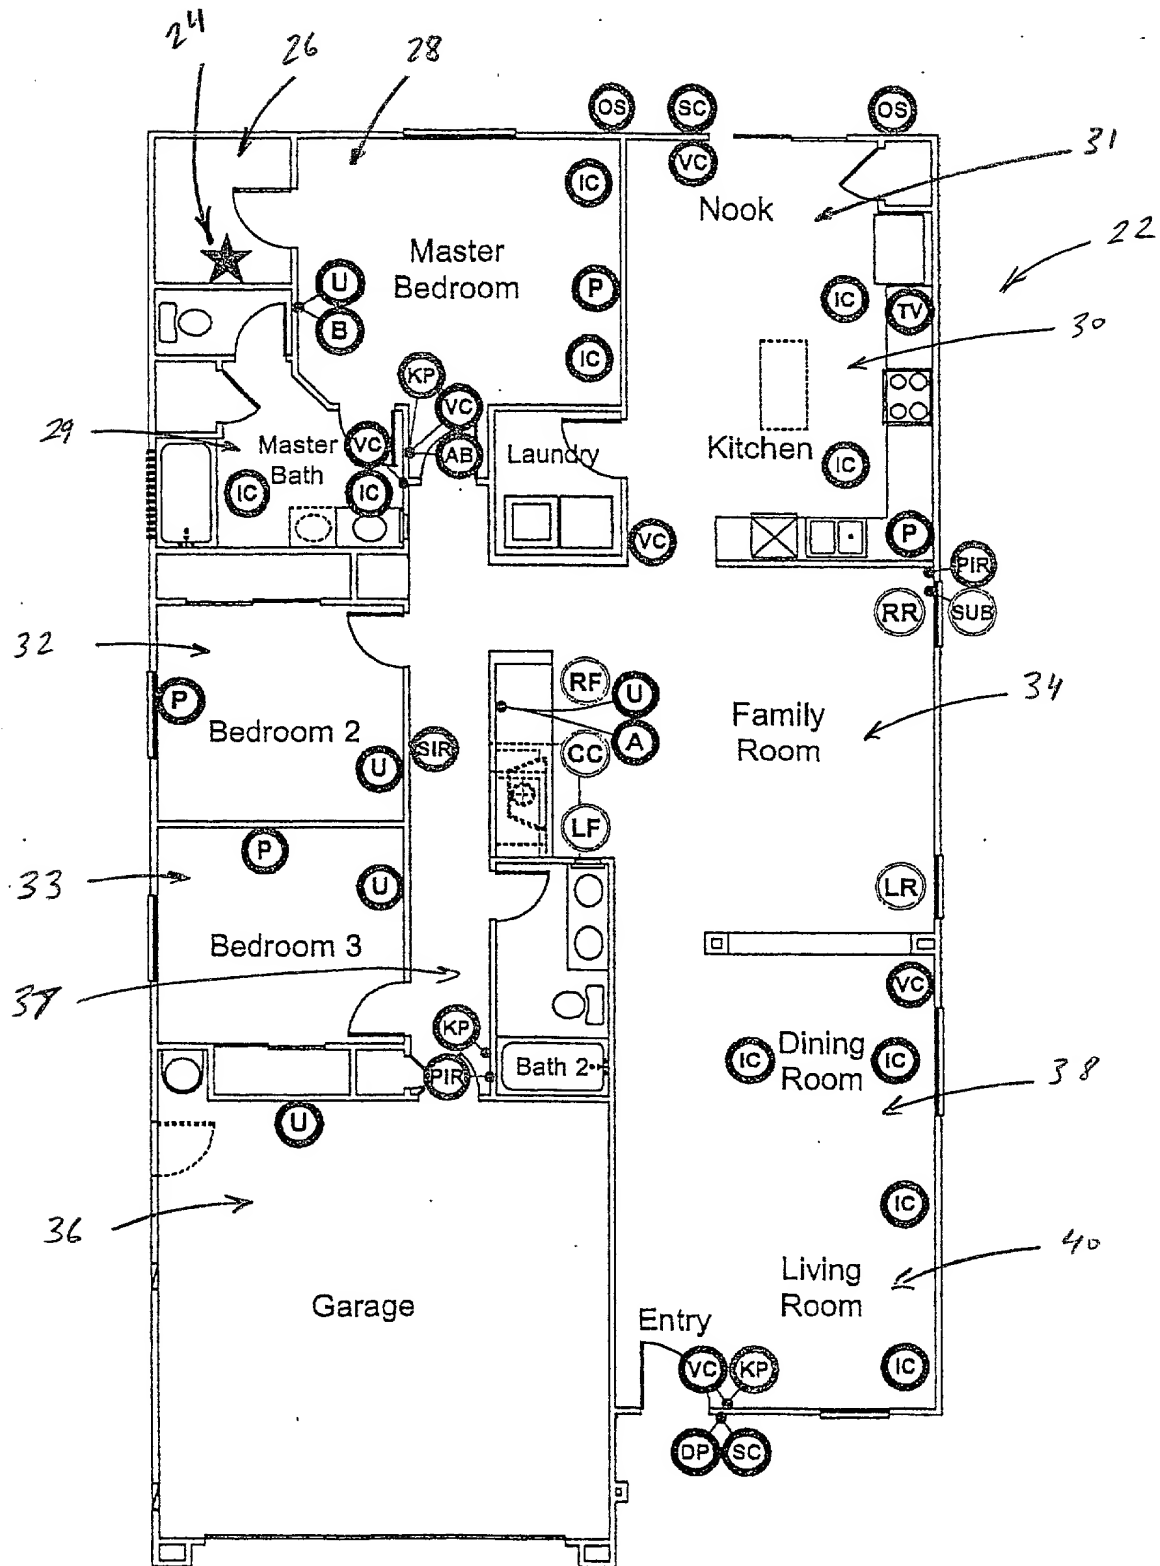 24
26
28
OS
SC
OS
VC
31
IC
Nook
22
Master
Bedroom
U
P
IC
TV
B
30
IC
KP
VC
29
Master
Bath
VC
AB
Laundry
Kitchen
IC
IC
IC
P
VC
PIR
RR
SUB
32
RF
U
34
P
Bedroom 2
Family
Room
SIR
CC
A
U
LF
P
33
U
LR
Bedroom 3
37
VC
KP
Dining
Room
IC
IC
PIR
Bath 2
38
U
IC
36
40
Living
Room
Garage
Entry
VC
KP
IC
DP
SC